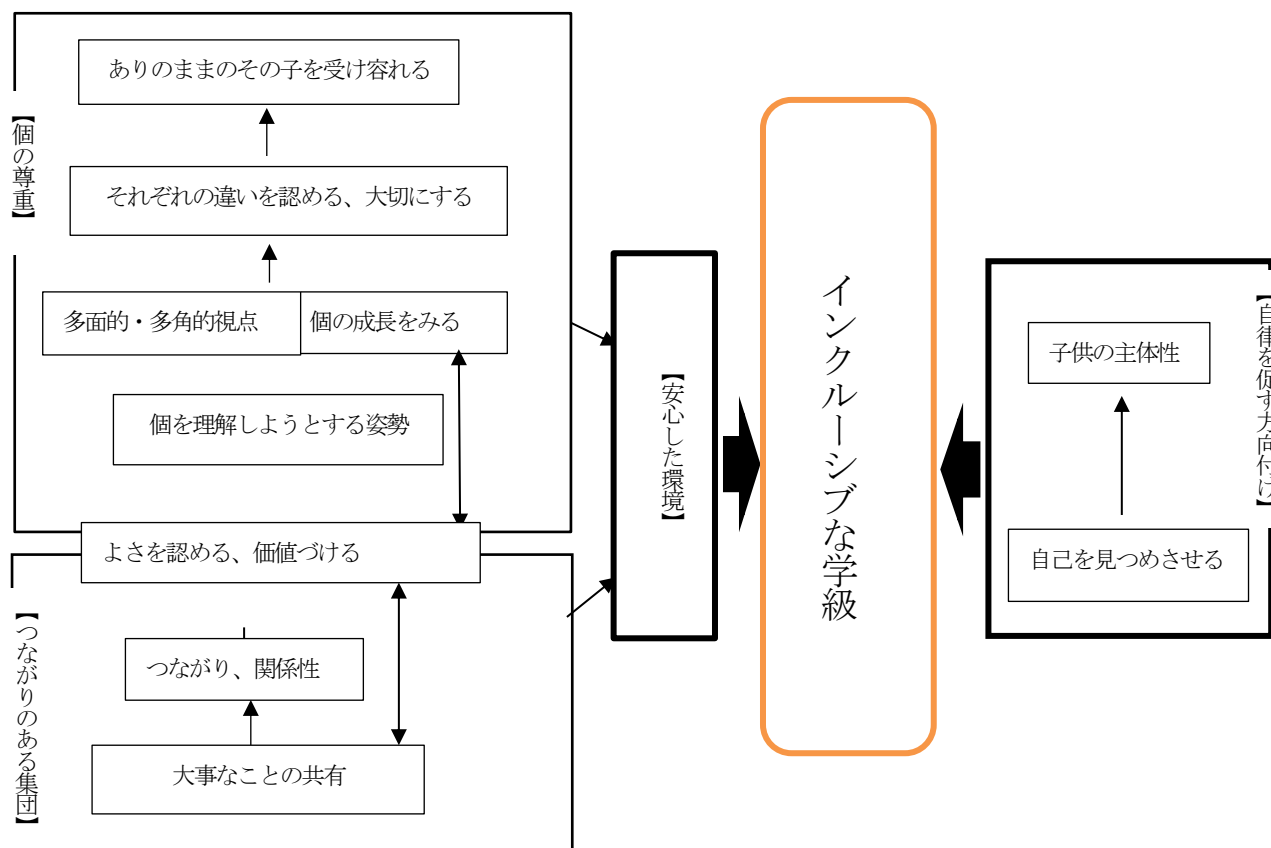 【個の尊重】
ありのままのその子を受け容れる
それぞれの違いを認める、大切にする
多面的・多角的視点
個の成長をみる
個を理解しようとする姿勢
よさを認める、価値づける
【つながりのある集団】
つながり、関係性
大事なことの共有
【安心した環境】
インクルーシブな学級
【自律を促す方向付け】
子供の主体性
自己を見つめさせる